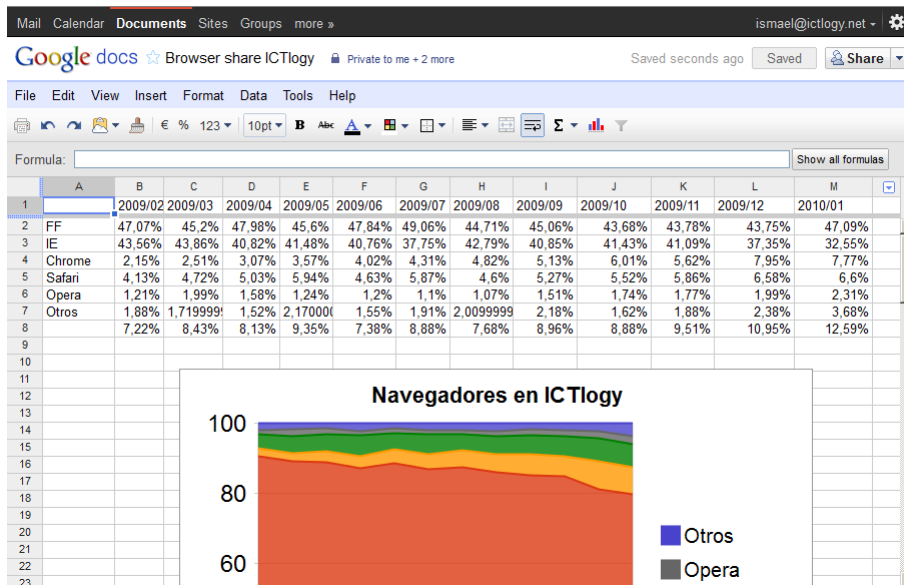 Mail Calendar Documents Sites Groups more » ismael@ictlogy.net
Google docs Browser share ICTlogy Private to me + 2 more Saved seconds ago Saved Share
File Edit View Insert Format Data Tools Help
€ % 123 10pt B Abc A Σ
Formula: Show all formulas
A B C D E F G H I J K L M
1 2009/02 2009/03 2009/04 2009/05 2009/06 2009/07 2009/08 2009/09 2009/10 2009/11 2009/12 2010/01
2 FF 47,07% 45,2% 47,98% 45,6% 47,84% 49,06% 44,71% 45,06% 43,68% 43,78% 43,75% 47,09%
3 IE 43,56% 43,86% 40,82% 41,48% 40,76% 37,75% 42,79% 40,85% 41,43% 41,09% 37,35% 32,55%
4 Chrome 2,15% 2,51% 3,07% 3,57% 4,02% 4,31% 4,82% 5,13% 6,01% 5,62% 7,95% 7,77%
5 Safari 4,13% 4,72% 5,03% 5,94% 4,63% 5,87% 4,6% 5,27% 5,52% 5,86% 6,58% 6,6%
6 Opera 1,21% 1,99% 1,58% 1,24% 1,2% 1,1% 1,07% 1,51% 1,74% 1,77% 1,99% 2,31%
7 Otros 1,88% 1,7199999 1,52% 2,170000 1,55% 1,91% 2,0099999 2,18% 1,62% 1,88% 2,38% 3,68%
8 7,22% 8,43% 8,13% 9,35% 7,38% 8,88% 7,68% 8,96% 8,88% 9,51% 10,95% 12,59%
9
10
11
12 Navegadores en ICTlogy
13
14 100
15
16
17
18 80
19
20 Otros
21
22 60 Opera
23